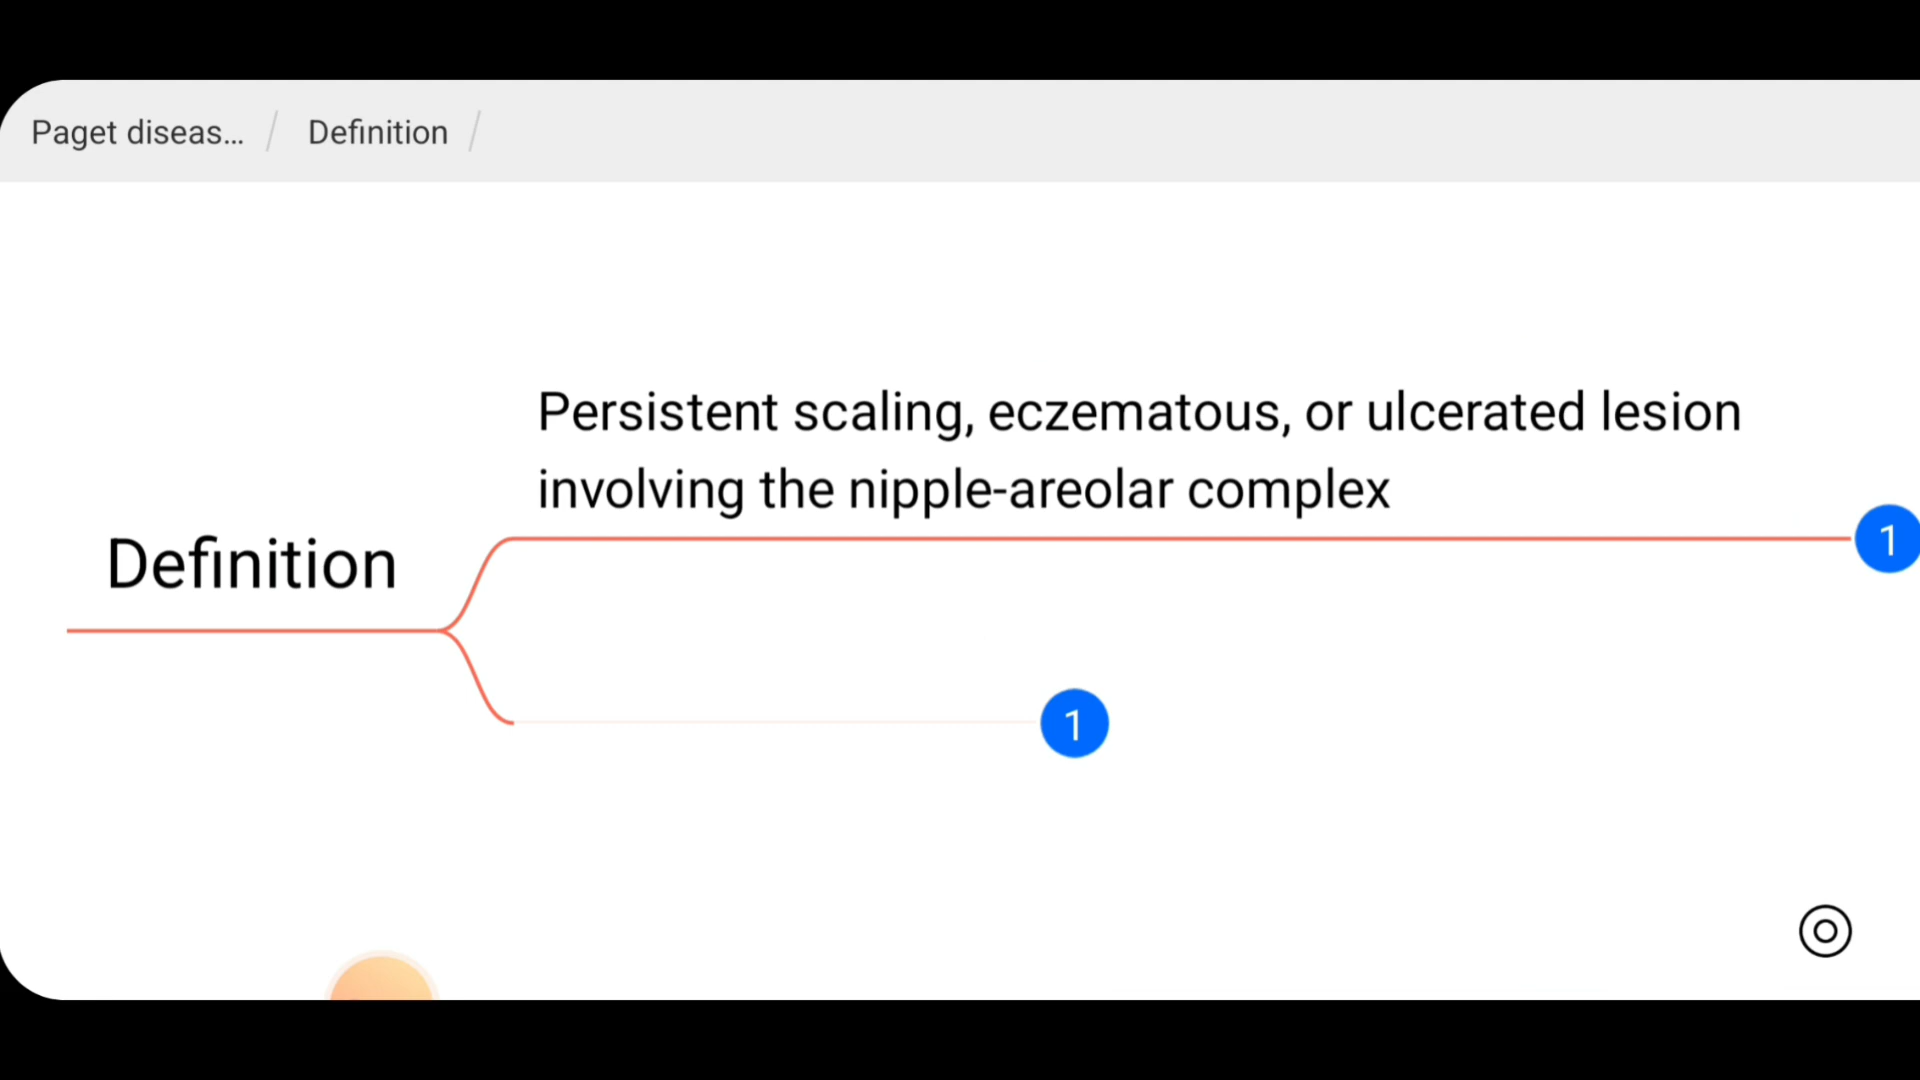 Paget diseas... / Definition /
Persistent scaling, eczematous, or ulcerated lesion
involving the nipple-areolar complex
1
Definition
1